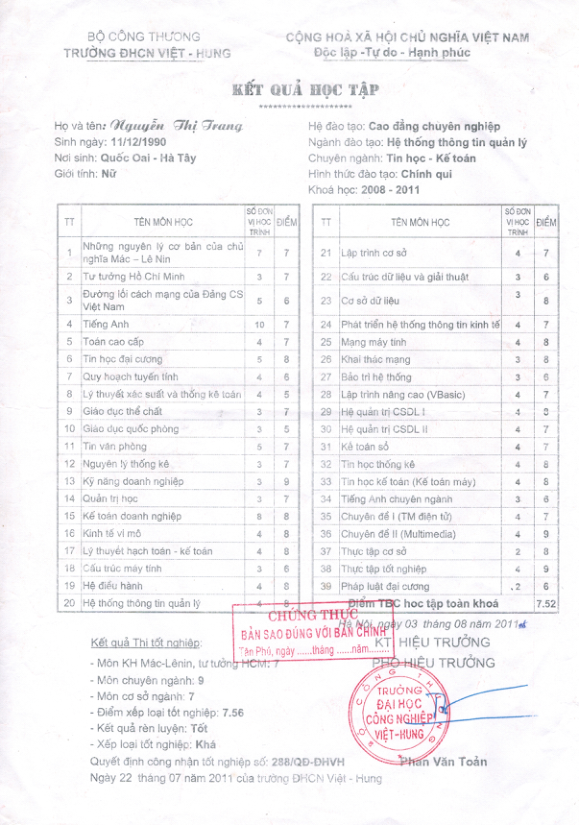 BỘ CÔNG THƯƠNG
TRƯỜNG ĐHCN VIỆT - HUNG
CỘNG HOÀ XÃ HỘI CHỦ NGHĨA VIỆT NAM
Độc lập -Tự do - Hạnh phúc
KẾT QUẢ HỌC TẬP
********************
Họ và tên: Nguyễn Thị Trang
Sinh ngày: 11/12/1990
Nơi sinh: Quốc Oai - Hà Tây
Giới tính: Nữ
Hệ đào tạo: Cao đẳng chuyên nghiệp
Ngành đào tạo: Hệ thống thông tin quản lý
Chuyên ngành: Tin học - Kế toán
Hình thức đào tạo: Chính qui
Khoá học: 2008 - 2011
TT TÊN MÔN HỌC SỐ ĐƠN VỊ HỌC TRÌNH ĐIỂM
1 Những nguyên lý cơ bản của chủ nghĩa Mác – Lê Nin 7 7
2 Tư tưởng Hồ Chí Minh 3 7
3 Đường lối cách mạng của Đảng CS Việt Nam 5 6
4 Tiếng Anh 10 7
5 Toán cao cấp 4 7
6 Tin học đại cương 5 8
7 Quy hoạch tuyến tính 4 6
8 Lý thuyết xác suất và thống kê toán 4 5
9 Giáo dục thể chất 3 7
10 Giáo dục quốc phòng 3 5
11 Tin văn phòng 5 7
12 Nguyên lý thống kê 3 7
13 Kỹ năng doanh nghiệp 3 9
14 Quản trị học 3 7
15 Kế toán doanh nghiệp 8 8
16 Kinh tế vi mô 4 8
17 Lý thuyết hạch toán - kế toán 4 8
18 Cấu trúc máy tính 3 6
19 Hệ điều hành 4 8
20 Hệ thống thông tin quản lý 4 8
TT TÊN MÔN HỌC SỐ ĐƠN VỊ HỌC TRÌNH ĐIỂM
21 Lập trình cơ sở 4 7
22 Cấu trúc dữ liệu và giải thuật 3 6
23 Cơ sở dữ liệu 3 8
24 Phát triển hệ thống thông tin kinh tế 4 7
25 Mạng máy tính 4 8
26 Khai thác mạng 3 8
27 Bảo trì hệ thống 3 6
28 Lập trình nâng cao (VBasic) 4 7
29 Hệ quản trị CSDL I 4 8
30 Hệ quản trị CSDL II 4 7
31 Kế toán số 4 7
32 Tin học thống kê 4 8
33 Tin học kế toán (Kế toán máy) 4 8
34 Tiếng Anh chuyên ngành 3 6
35 Chuyên đề I (TM điện tử) 4 7
36 Chuyên đề II (Multimedia) 4 9
37 Thực tập cơ sở 2 8
38 Thực tập tốt nghiệp 4 9
39 Pháp luật đại cương 2 6
Điểm TBC học tập toàn khoá 7.52
CHỨNG THỰC
BẢN SAO ĐÚNG VỚI BẢN CHÍNH
Tân Phú, ngày ......tháng ......năm........
Hà Nội, ngày 03 tháng 08 năm 2011
KT HIỆU TRƯỞNG
PHÓ HIỆU TRƯỞNG
Kết quả Thi tốt nghiệp:
- Môn KH Mác-Lênin, tư tưởng HCM: 7
- Môn chuyên ngành: 9
- Môn cơ sở ngành: 7
- Điểm xếp loại tốt nghiệp: 7.56
- Kết quả rèn luyện: Tốt
- Xếp loại tốt nghiệp: Khá
Quyết định công nhận tốt nghiệp số: 288/QĐ-ĐHVH
Ngày 22 tháng 07 năm 2011 của trường ĐHCN Việt - Hung
BỘ CÔNG THƯƠNG
TRƯỜNG
ĐẠI HỌC
CÔNG NGHIỆP
VIỆT-HUNG
Phan Văn Toản